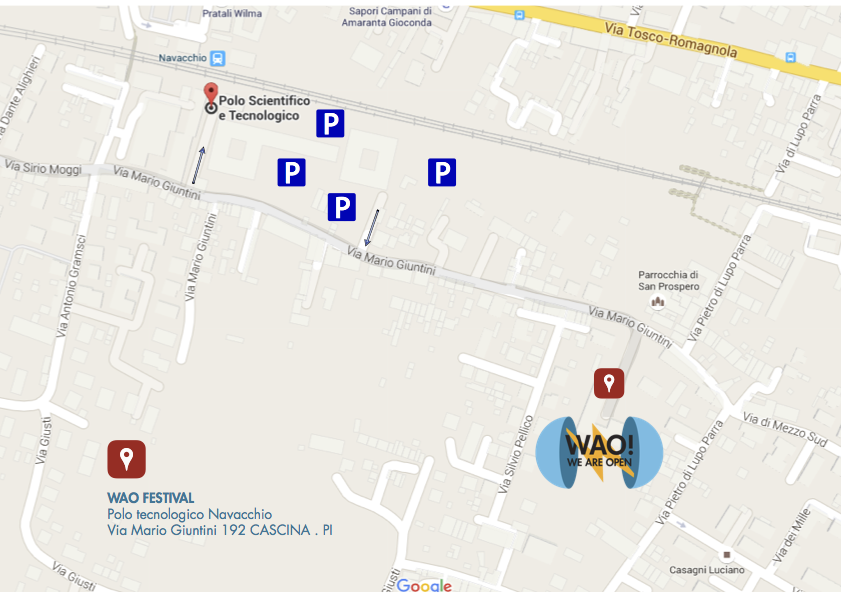 Pratali Wilma
Sapori Campani di
Amaranta Gioconda
Via Tosco-Romagnola
Navacchio
Polo Scientifico
e Tecnologico
P
P
P
P
Dante Alighieri
Via Sirio Moggi
Via Mario Giuntini
Via di Lupo Parra
Via Mario Giuntini
Via Antonio Gramsci
Via Mario Giuntini
Via Pietro di Lupo Parra
Parrocchia di
San Prospero
Via Mario Giuntini
Via Giusti
Via Silvio Pellico
WAO!
WE ARE OPEN
Via di Mezzo Sud
Via Pietro di Lupo Parra
WAO FESTIVAL
Polo tecnologico Navacchio
Via Mario Giuntini 192 CASCINA . PI
Via dei Mille
Casagni Luciano
Via Giusti
Google